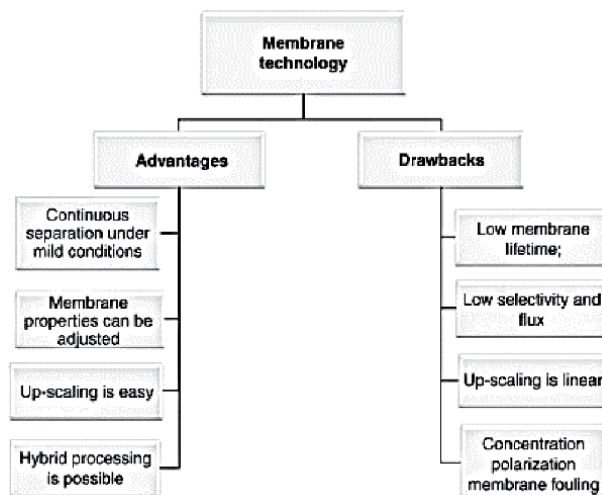 Membrane
technology
Advantages
Drawbacks
Continuous
separation under
mild conditions
Membrane
properties can be
adjusted
Up-scaling is easy
Hybrid processing
is possible
Low membrane
lifetime;
Low selectivity and
flux
Up-scaling is linear
Concentration
polarization
membrane fouling